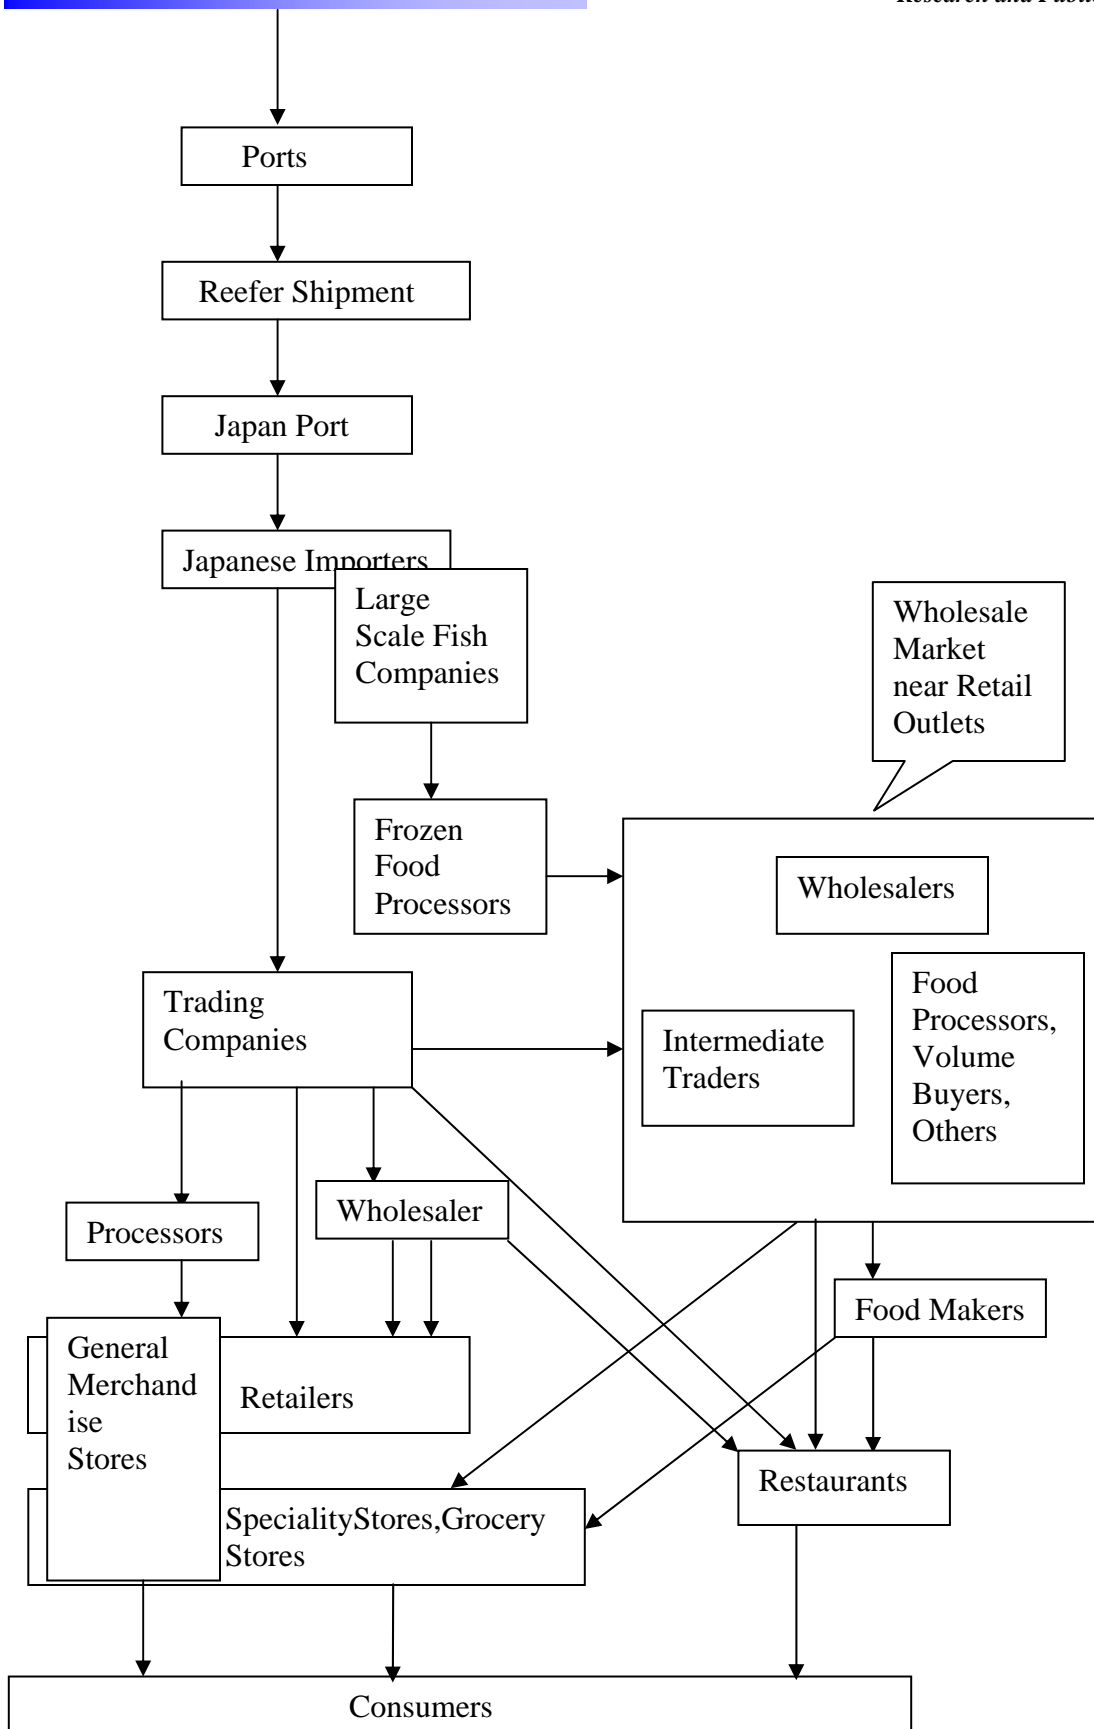 Ports
Reefer Shipment
Japan Port
Japanese Importers
Large
Scale Fish
Companies
Wholesale
Market
near Retail
Outlets
Frozen
Food
Processors
Wholesalers
Trading
Companies
Intermediate
Traders
Food
Processors,
Volume
Buyers,
Others
Processors
Wholesaler
General
Merchand
ise
Stores
Retailers
Food Makers
Restaurants
SpecialityStores,Grocery
Stores
Consumers